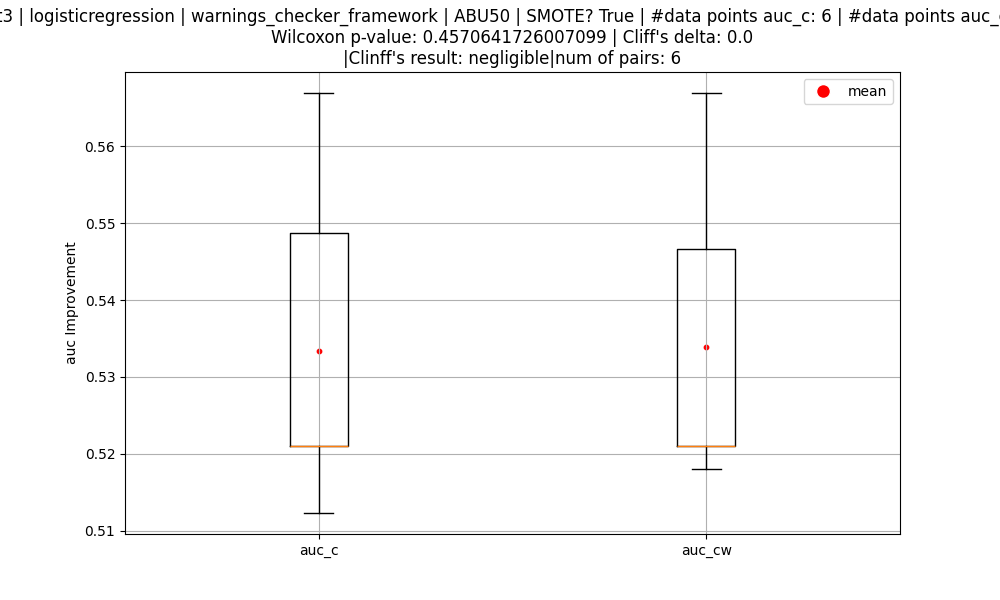 t3 | logisticregression | warnings_checker_framework | ABU50 | SMOTE? True | #data points auc_c: 6 | #data points auc_
Wilcoxon p-value: 0.4570641726007099 | Cliff's delta: 0.0
|Clinff's result: negligible|num of pairs: 6
mean
0.56
0.55
0.54
0.53
0.52
0.51
auc Improvement
auc_c
auc_cw